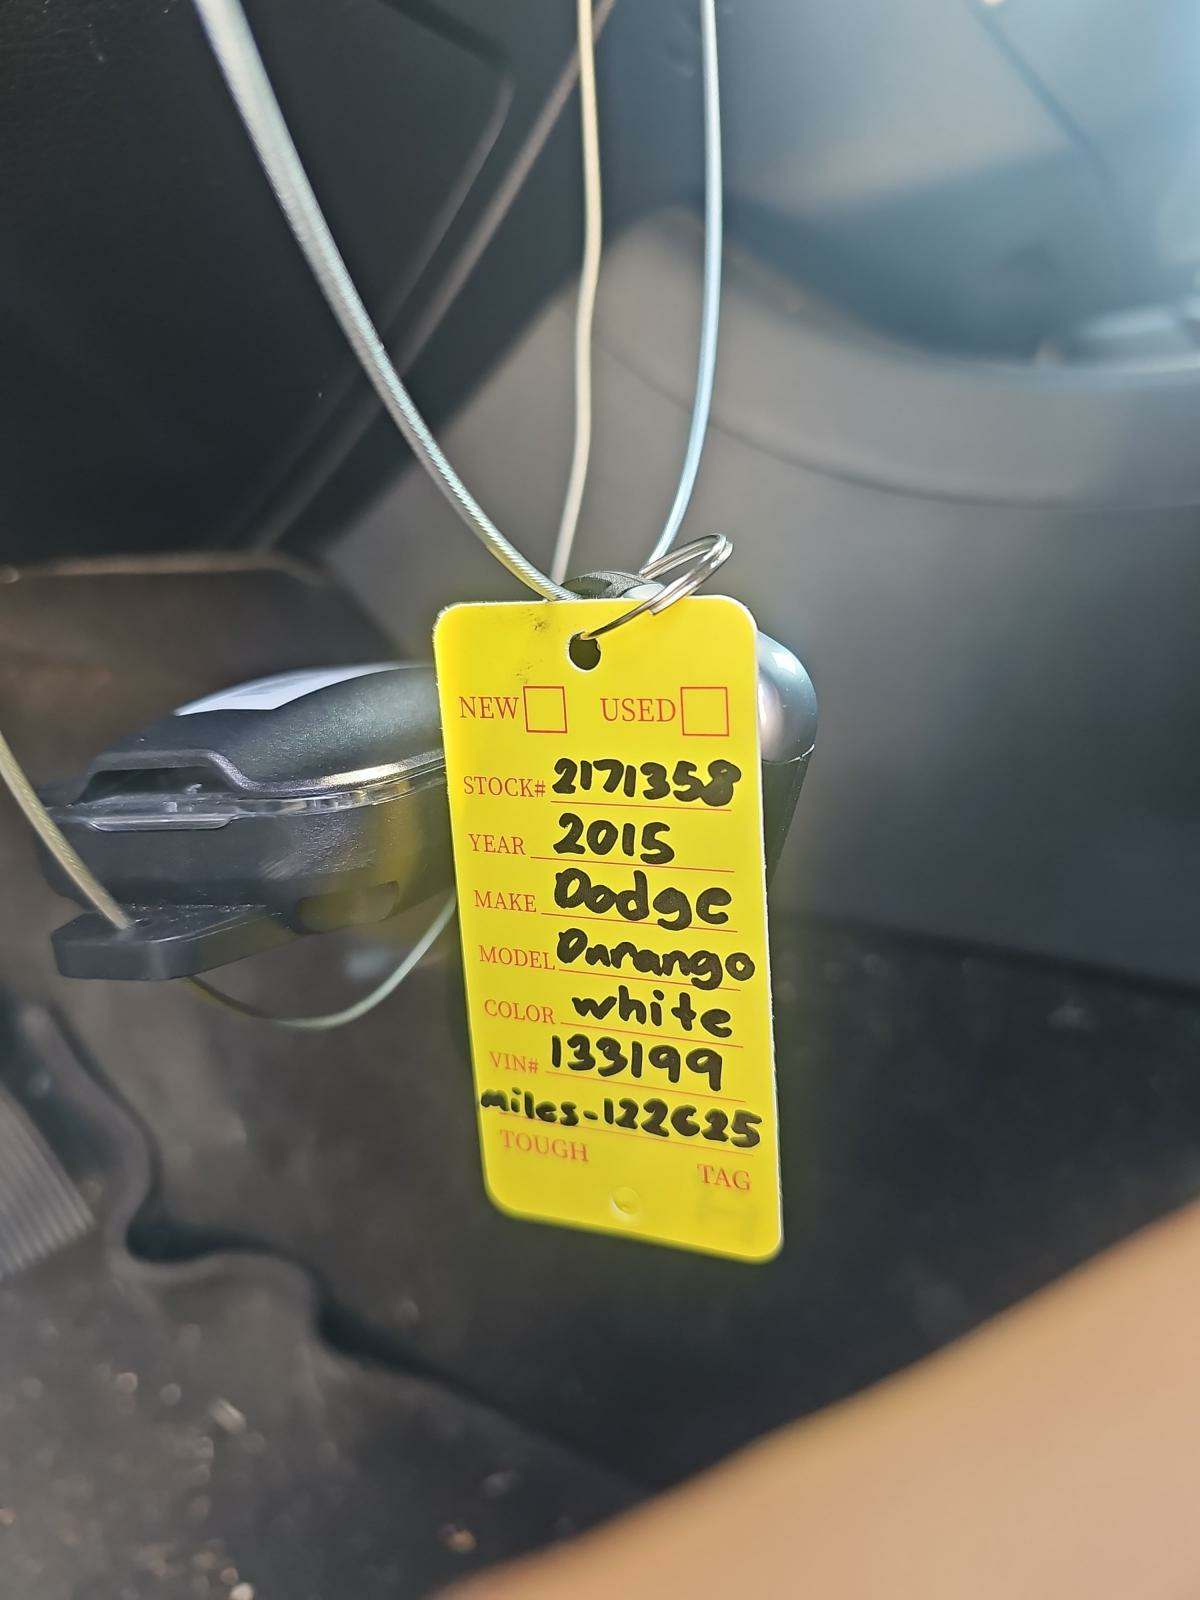 NEW USED
STOCK# 2171358
YEAR 2015
MAKE Dodge
MODEL Durango
COLOR white
VIN# 133199
miles-122625
TOUGH TAG